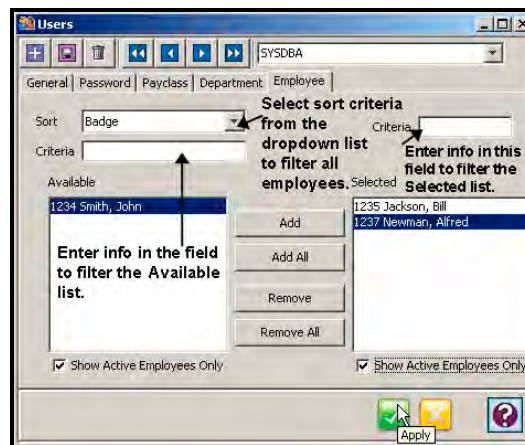 Users
SYSDBA
General Password Payclass Department Employee
Sort Badge
Select sort criteria
from the
dropdown list
to filter all
employees.
Criteria
Criteria
Enter info in this
field to filter the
Selected list.
Available
Selected
1234 Smith, John
1235 Jackson, Bill
1237 Newman, Alfred
Enter info in the field
to filter the Available
list.
Add
Add All
Remove
Remove All
Show Active Employees Only
Show Active Employees Only
?
Apply